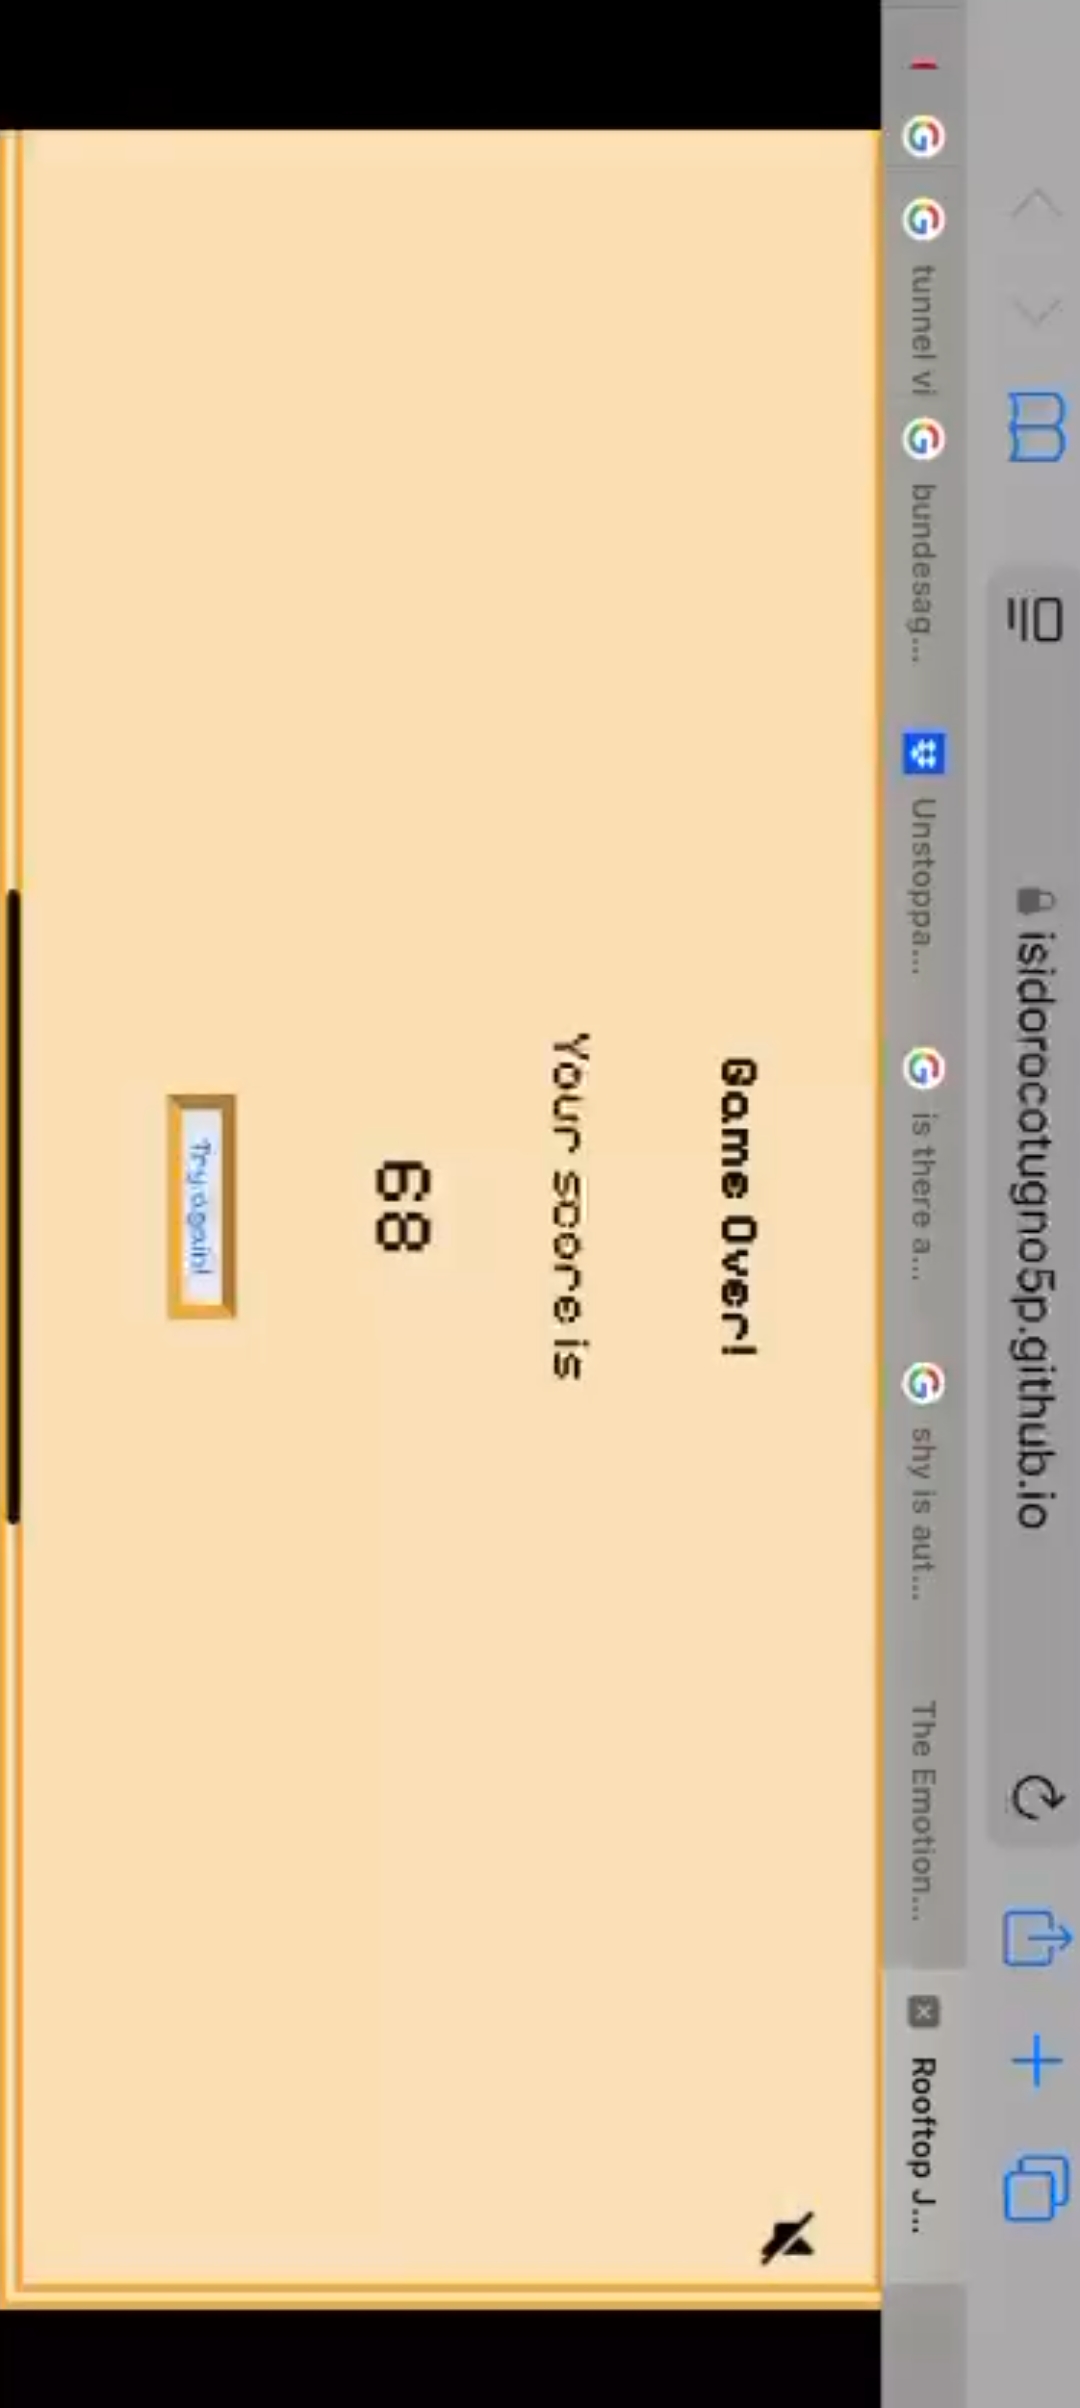 isidorocotugno5p.github.io
tunnel vi
bundesag...
Unstoppa...
is there a...
shy is aut...
The Emotion...
Rooftop J...
Game Over!
Your score is
68
Try again!